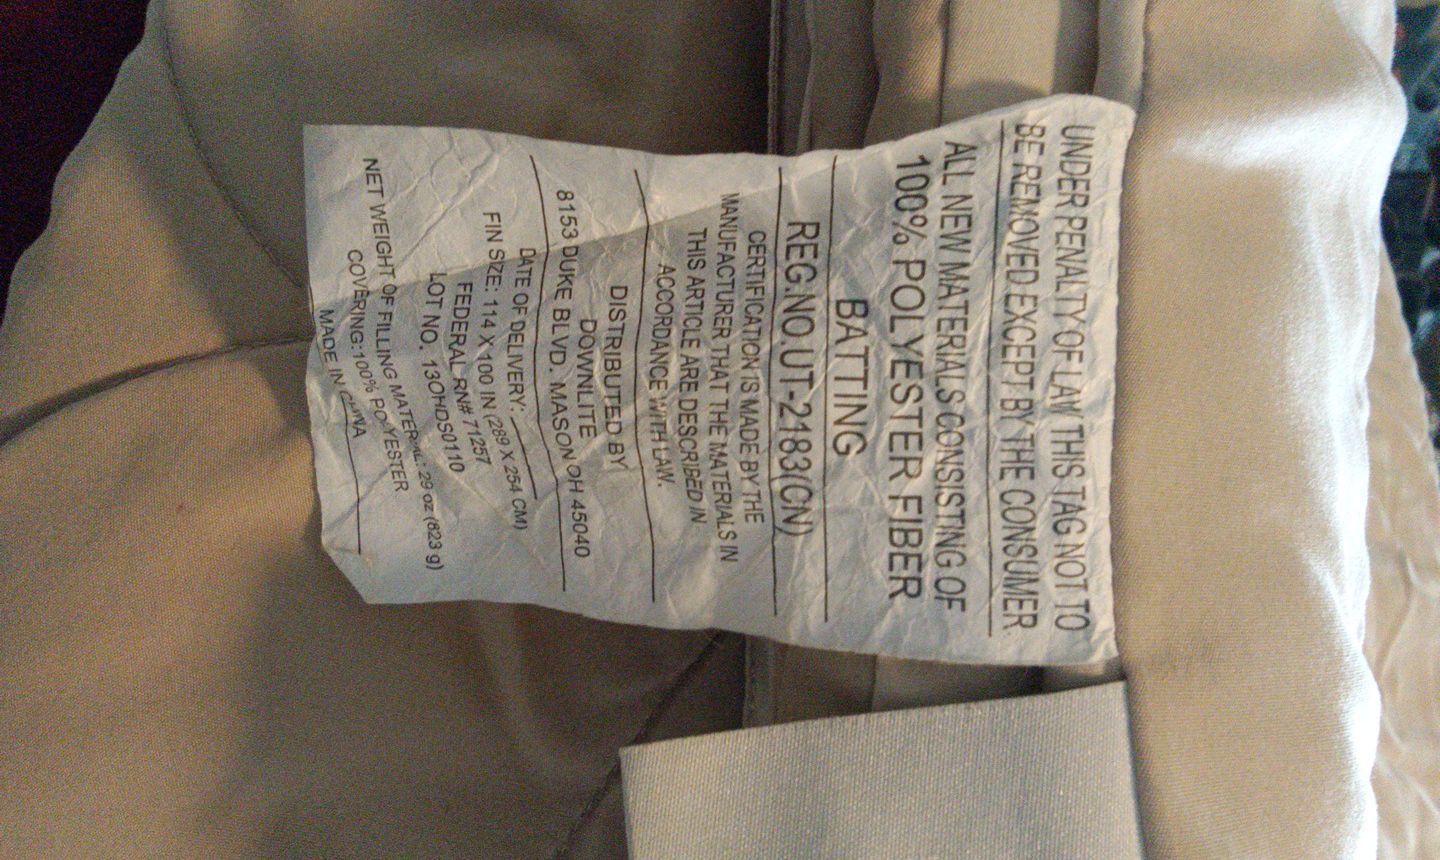 UNDER PENALTY OF LAW THIS TAG NOT TO
BE REMOVED EXCEPT BY THE CONSUMER
ALL NEW MATERIALS CONSISTING OF
100% POLYESTER FIBER
BATTING
REG.NO.UT-2183(CN)
CERTIFICATION IS MADE BY THE
MANUFACTURER THAT THE MATERIALS IN
THIS ARTICLE ARE DESCRIBED IN
ACCORDANCE WITH LAW.
DISTRIBUTED BY
DOWNLITE
8153 DUKE BLVD. MASON OH 45040
DATE OF DELIVERY:
FIN SIZE: 114 X 100 IN (289 X 254 CM)
FEDERAL RN# 71257
LOT NO, 13OHDS0110
NET WEIGHT OF FILLING MATERIAL: 29 oz (823 g)
COVERING:100% POLYESTER
MADE IN CHINA